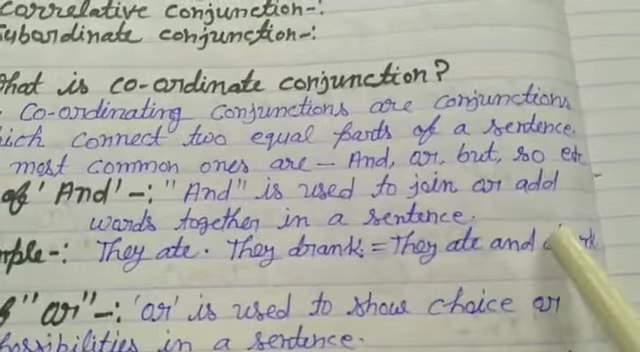 correlative conjunction-:
Subordinate conjunction-:
What is co-ordinate conjunction?
Co-ordinating conjunctions are conjunctions
which connect two equal parts of a sentence.
most common ones are - And, or, but, so etc
of 'And' -: "And" is used to join or add
words together in a sentence.
Example-: They ate. They drank. = They ate and
of "or" -: 'or' is used to show choice or
possibilities in a sentence.